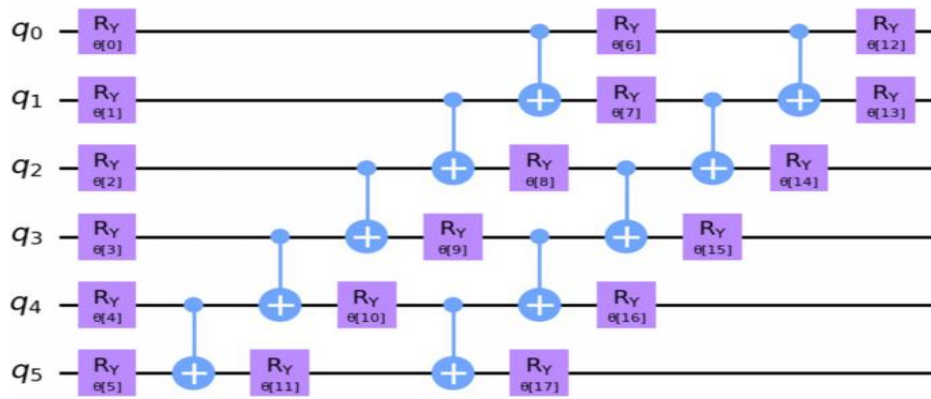 q0 RY θ[0] RY θ[6] RY θ[12]
q1 RY θ[1] RY θ[7] RY θ[13]
q2 RY θ[2] RY θ[8] RY θ[14]
q3 RY θ[3] RY θ[9] RY θ[15]
q4 RY θ[4] RY θ[10] RY θ[16]
q5 RY θ[5] RY θ[11] RY θ[17]